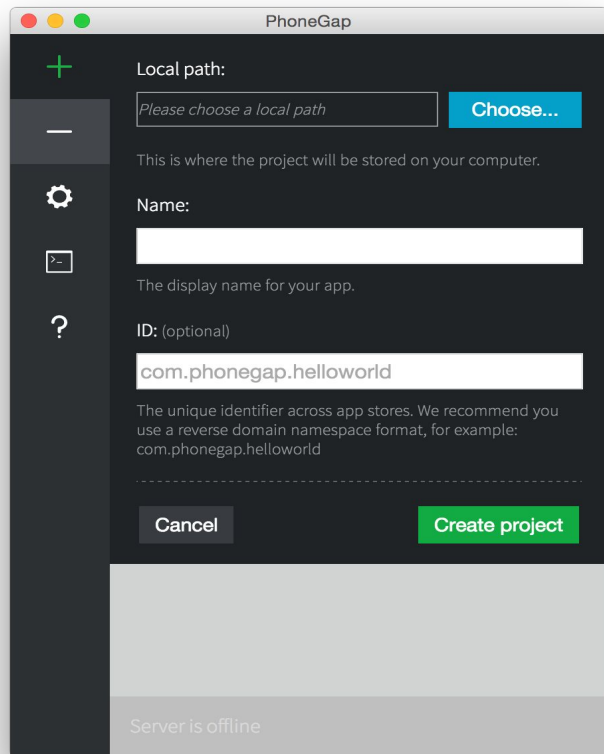 PhoneGap
Local path:
Please choose a local path
Choose...
This is where the project will be stored on your computer.
Name:
The display name for your app.
ID: (optional)
com.phonegap.helloworld
The unique identifier across app stores. We recommend you
use a reverse domain namespace format, for example:
com.phonegap.helloworld
Cancel
Create project
Server is offline